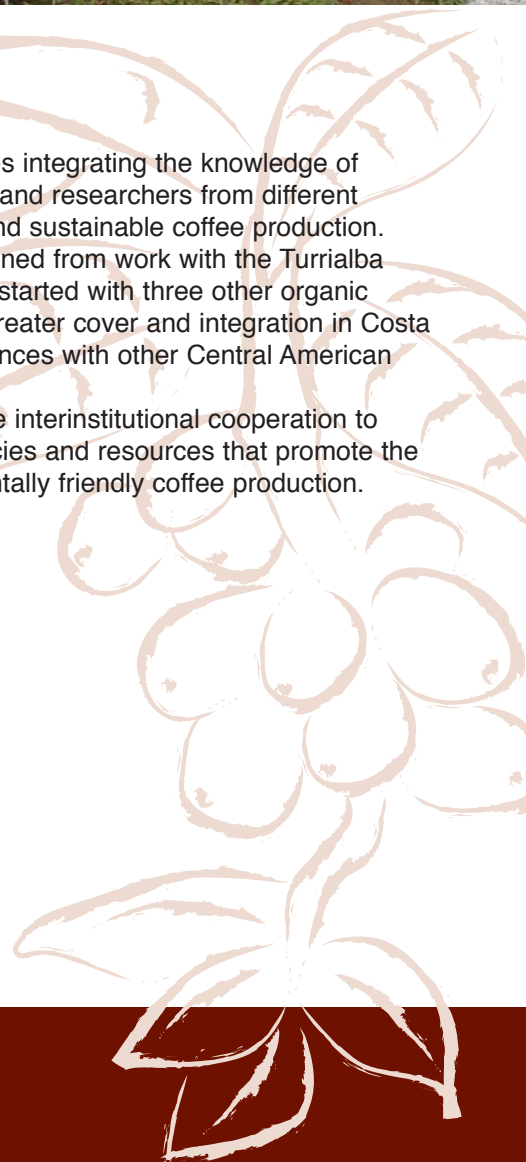 s integrating the knowledge of
and researchers from different
nd sustainable coffee production.
ned from work with the Turrialba
started with three other organic
reater cover and integration in Costa
nces with other Central American
e interinstitutional cooperation to
cies and resources that promote the
tally friendly coffee production.